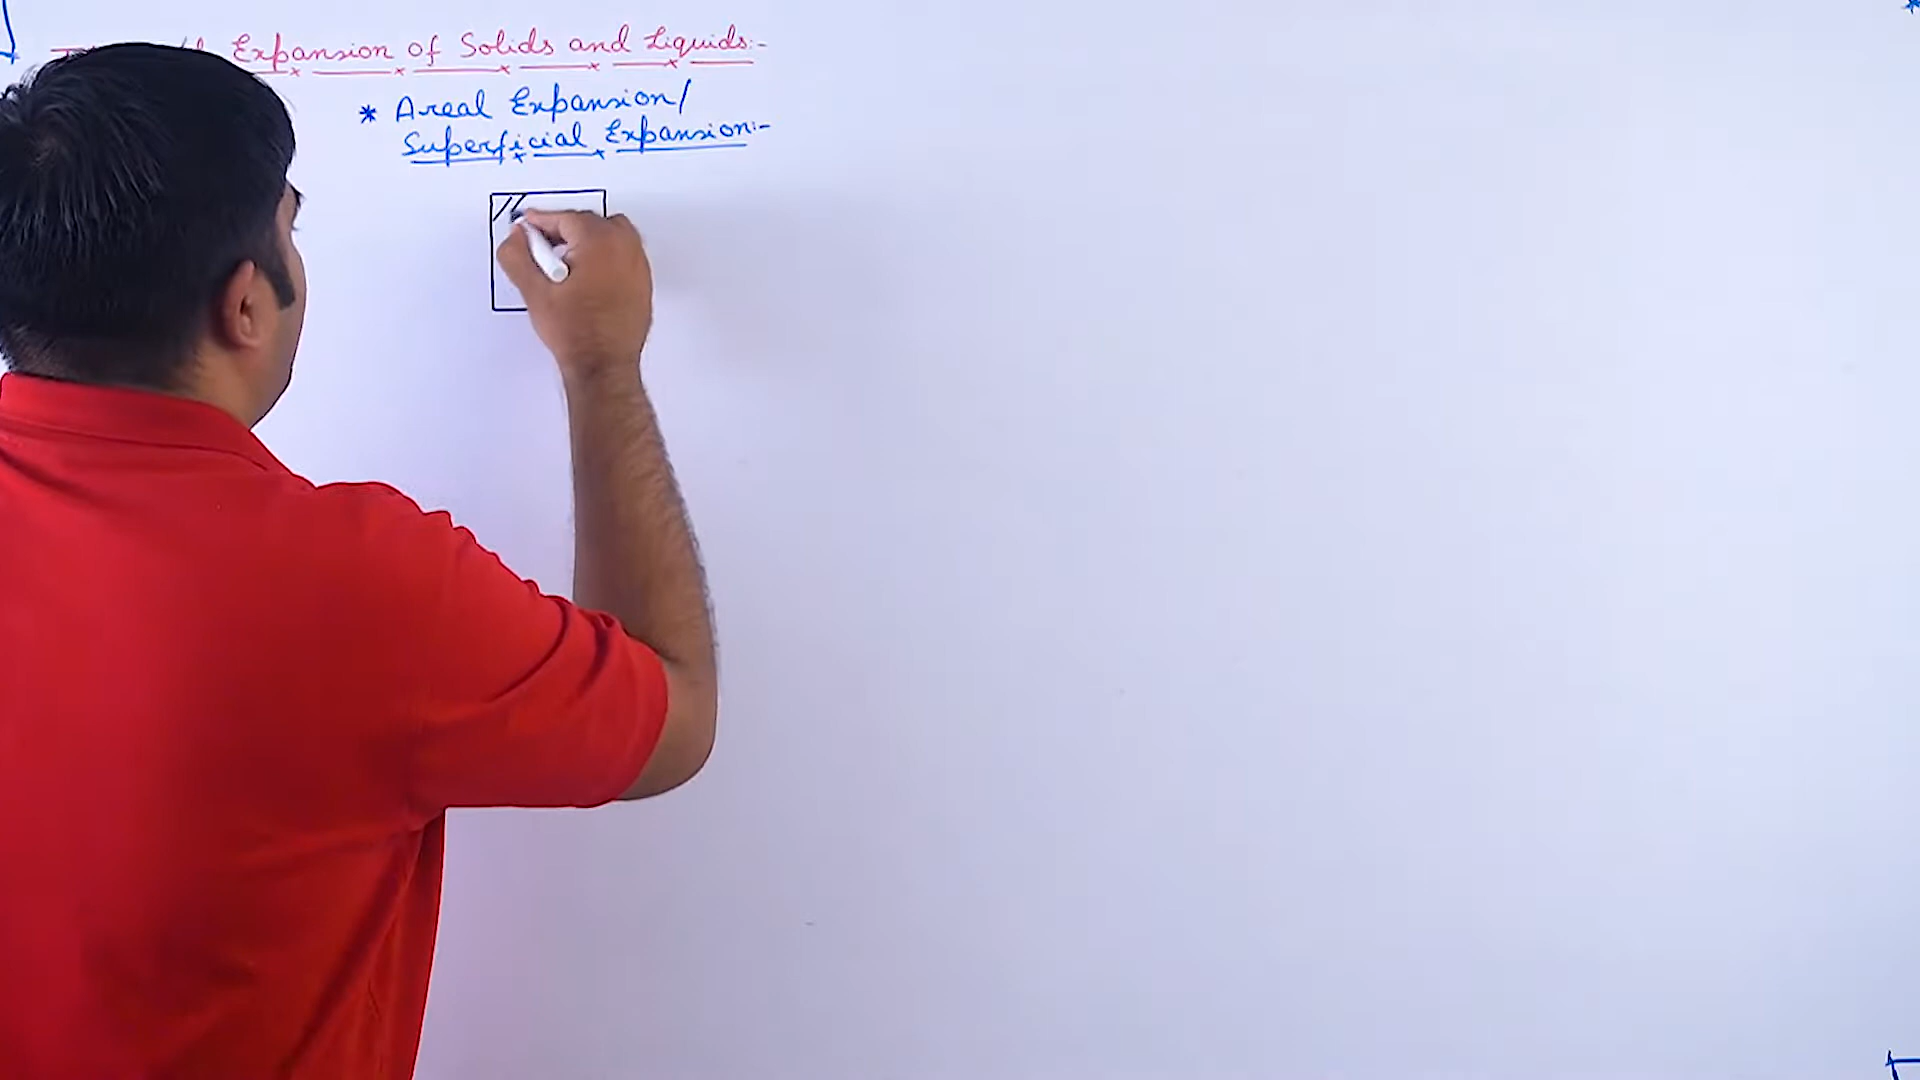 Expansion of Solids and Liquids:-
* Areal Expansion/
Superficial Expansion:-